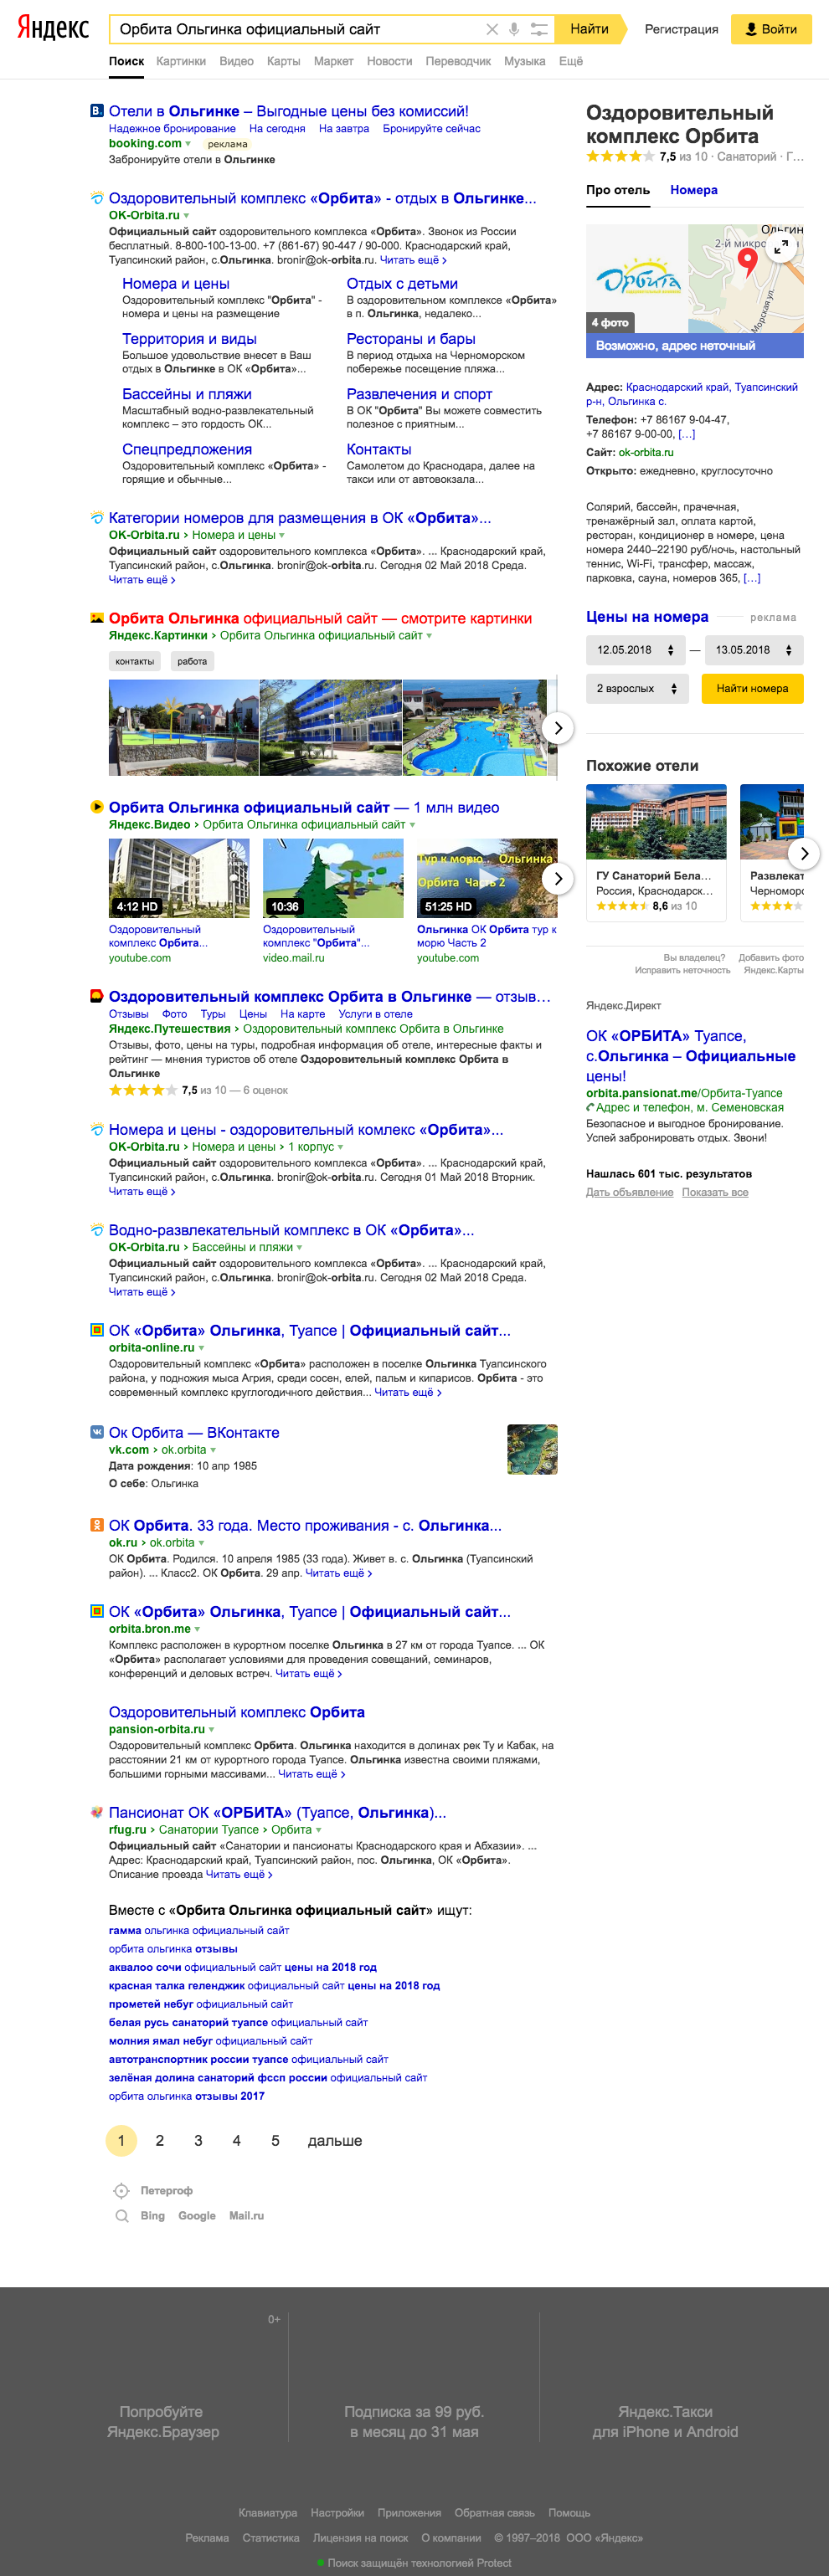 Яндекс
Орбита Ольгинка официальный сайт
Найти
Регистрация
Войти
Поиск Картинки Видео Карты Маркет Новости Переводчик Музыка Ещё
Отели в Ольгинке – Выгодные цены без комиссий!
Надежное бронирование На сегодня На завтра Бронируйте сейчас
booking.com реклама
Забронируйте отели в Ольгинке
Оздоровительный комплекс «Орбита» - отдых в Ольгинке...
OK-Orbita.ru
Официальный сайт оздоровительного комплекса «Орбита». Звонок из России
бесплатный. 8-800-100-13-00. +7 (861-67) 90-447 / 90-000. Краснодарский край,
Туапсинский район, с.Ольгинка. bronir@ok-orbita.ru. Читать ещё ›
Номера и цены
Оздоровительный комплекс "Орбита" -
номера и цены на размещение
Отдых с детьми
В оздоровительном комплексе «Орбита»
в п. Ольгинка, недалеко...
Территория и виды
Большое удовольствие внесет в Ваш
отдых в Ольгинке в ОК «Орбита»...
Рестораны и бары
В период отдыха на Черноморском
побережье посещение пляжа...
Бассейны и пляжи
Масштабный водно-развлекательный
комплекс – это гордость ОК...
Развлечения и спорт
В ОК "Орбита" Вы можете совместить
полезное с приятным...
Спецпредложения
Оздоровительный комплекс «Орбита» -
горящие и обычные...
Контакты
Самолетом до Краснодара, далее на
такси или от автовокзала...
Категории номеров для размещения в ОК «Орбита»...
OK-Orbita.ru › Номера и цены
Официальный сайт оздоровительного комплекса «Орбита». ... Краснодарский край,
Туапсинский район, с.Ольгинка. bronir@ok-orbita.ru. Сегодня 02 Май 2018 Среда.
Читать ещё ›
Орбита Ольгинка официальный сайт — смотрите картинки
Яндекс.Картинки › Орбита Ольгинка официальный сайт
контакты работа
Орбита Ольгинка официальный сайт — 1 млн видео
Яндекс.Видео › Орбита Ольгинка официальный сайт
Тур к морю.. Ольгинка
Орбита Часть 2
4:12 HD
10:36
51:25 HD
Оздоровительный
комплекс Орбита...
youtube.com
Оздоровительный
комплекс "Орбита"...
video.mail.ru
Ольгинка ОК Орбита тур к
морю Часть 2
youtube.com
Оздоровительный комплекс Орбита в Ольгинке — отзыв...
Отзывы Фото Туры Цены На карте Услуги в отеле
Яндекс.Путешествия › Оздоровительный комплекс Орбита в Ольгинке
Отзывы, фото, цены на туры, подробная информация об отеле, интересные факты и
рейтинг — мнения туристов об отеле Оздоровительный комплекс Орбита в
Ольгинке
7,5 из 10 — 6 оценок
Номера и цены - оздоровительный комлекс «Орбита»...
OK-Orbita.ru › Номера и цены › 1 корпус
Официальный сайт оздоровительного комплекса «Орбита». ... Краснодарский край,
Туапсинский район, с.Ольгинка. bronir@ok-orbita.ru. Сегодня 01 Май 2018 Вторник.
Читать ещё ›
Водно-развлекательный комплекс в ОК «Орбита»...
OK-Orbita.ru › Бассейны и пляжи
Официальный сайт оздоровительного комплекса «Орбита». ... Краснодарский край,
Туапсинский район, с.Ольгинка. bronir@ok-orbita.ru. Сегодня 02 Май 2018 Среда.
Читать ещё ›
ОК «Орбита» Ольгинка, Туапсе | Официальный сайт...
orbita-online.ru
Оздоровительный комплекс «Орбита» расположен в поселке Ольгинка Туапсинского
района, у подножия мыса Агрия, среди сосен, елей, пальм и кипарисов. Орбита - это
современный комплекс круглогодичного действия... Читать ещё ›
Ок Орбита — ВКонтакте
vk.com › ok.orbita
Дата рождения: 10 апр 1985
О себе: Ольгинка
ОК Орбита. 33 года. Место проживания - с. Ольгинка...
ok.ru › ok.orbita
ОК Орбита. Родился. 10 апреля 1985 (33 года). Живет в. с. Ольгинка (Туапсинский
район). ... Класс2. ОК Орбита. 29 апр. Читать ещё ›
ОК «Орбита» Ольгинка, Туапсе | Официальный сайт...
orbita.bron.me
Комплекс расположен в курортном поселке Ольгинка в 27 км от города Туапсе. ... ОК
«Орбита» располагает условиями для проведения совещаний, семинаров,
конференций и деловых встреч. Читать ещё ›
Оздоровительный комплекс Орбита
pansion-orbita.ru
Оздоровительный комплекс Орбита. Ольгинка находится в долинах рек Ту и Кабак, на
расстоянии 21 км от курортного города Туапсе. Ольгинка известна своими пляжами,
большими горными массивами... Читать ещё ›
Пансионат ОК «ОРБИТА» (Туапсе, Ольгинка)...
rfug.ru › Санатории Туапсе › Орбита
Официальный сайт «Санатории и пансионаты Краснодарского края и Абхазии». ...
Адрес: Краснодарский край, Туапсинский район, пос. Ольгинка, ОК «Орбита».
Описание проезда Читать ещё ›
Вместе с «Орбита Ольгинка официальный сайт» ищут:
гамма ольгинка официальный сайт
орбита ольгинка отзывы
аквалоо сочи официальный сайт цены на 2018 год
красная талка геленджик официальный сайт цены на 2018 год
прометей небуг официальный сайт
белая русь санаторий туапсе официальный сайт
молния ямал небуг официальный сайт
автотранспортник россии туапсе официальный сайт
зелёная долина санаторий фссп россии официальный сайт
орбита ольгинка отзывы 2017
1 2 3 4 5 дальше
Петергоф
Bing Google Mail.ru
Оздоровительный
комплекс Орбита
7,5 из 10 · Санаторий · Г...
Про отель Номера
Ольгин
2-й микро
Морская ул.
Орбита
4 фото
Возможно, адрес неточный
Адрес: Краснодарский край, Туапсинский
р-н, Ольгинка с.
Телефон: +7 86167 9-04-47,
+7 86167 9-00-00, [...]
Сайт: ok-orbita.ru
Открыто: ежедневно, круглосуточно
Солярий, бассейн, прачечная,
тренажёрный зал, оплата картой,
ресторан, кондиционер в номере, цена
номера 2440–22190 руб/ночь, настольный
теннис, Wi-Fi, трансфер, массаж,
парковка, сауна, номеров 365, [...]
Цены на номера реклама
12.05.2018 — 13.05.2018
2 взрослых Найти номера
Похожие отели
ГУ Санаторий Бела...
Россия, Краснодарск...
8,6 из 10
Развлекат
Черноморс
Вы владелец? Добавить фото
Исправить неточность Яндекс.Карты
Яндекс.Директ
ОК «ОРБИТА» Туапсе,
с.Ольгинка – Официальные
цены!
orbita.pansionat.me/Орбита-Туапсе
Адрес и телефон, м. Семеновская
Безопасное и выгодное бронирование.
Успей забронировать отдых. Звони!
Нашлась 601 тыс. результатов
Дать объявление Показать все
0+
Попробуйте
Яндекс.Браузер
Подписка за 99 руб.
в месяц до 31 мая
Яндекс.Такси
для iPhone и Android
Клавиатура Настройки Приложения Обратная связь Помощь
Реклама Статистика Лицензия на поиск О компании © 1997–2018 ООО «Яндекс»
Поиск защищён технологией Protect